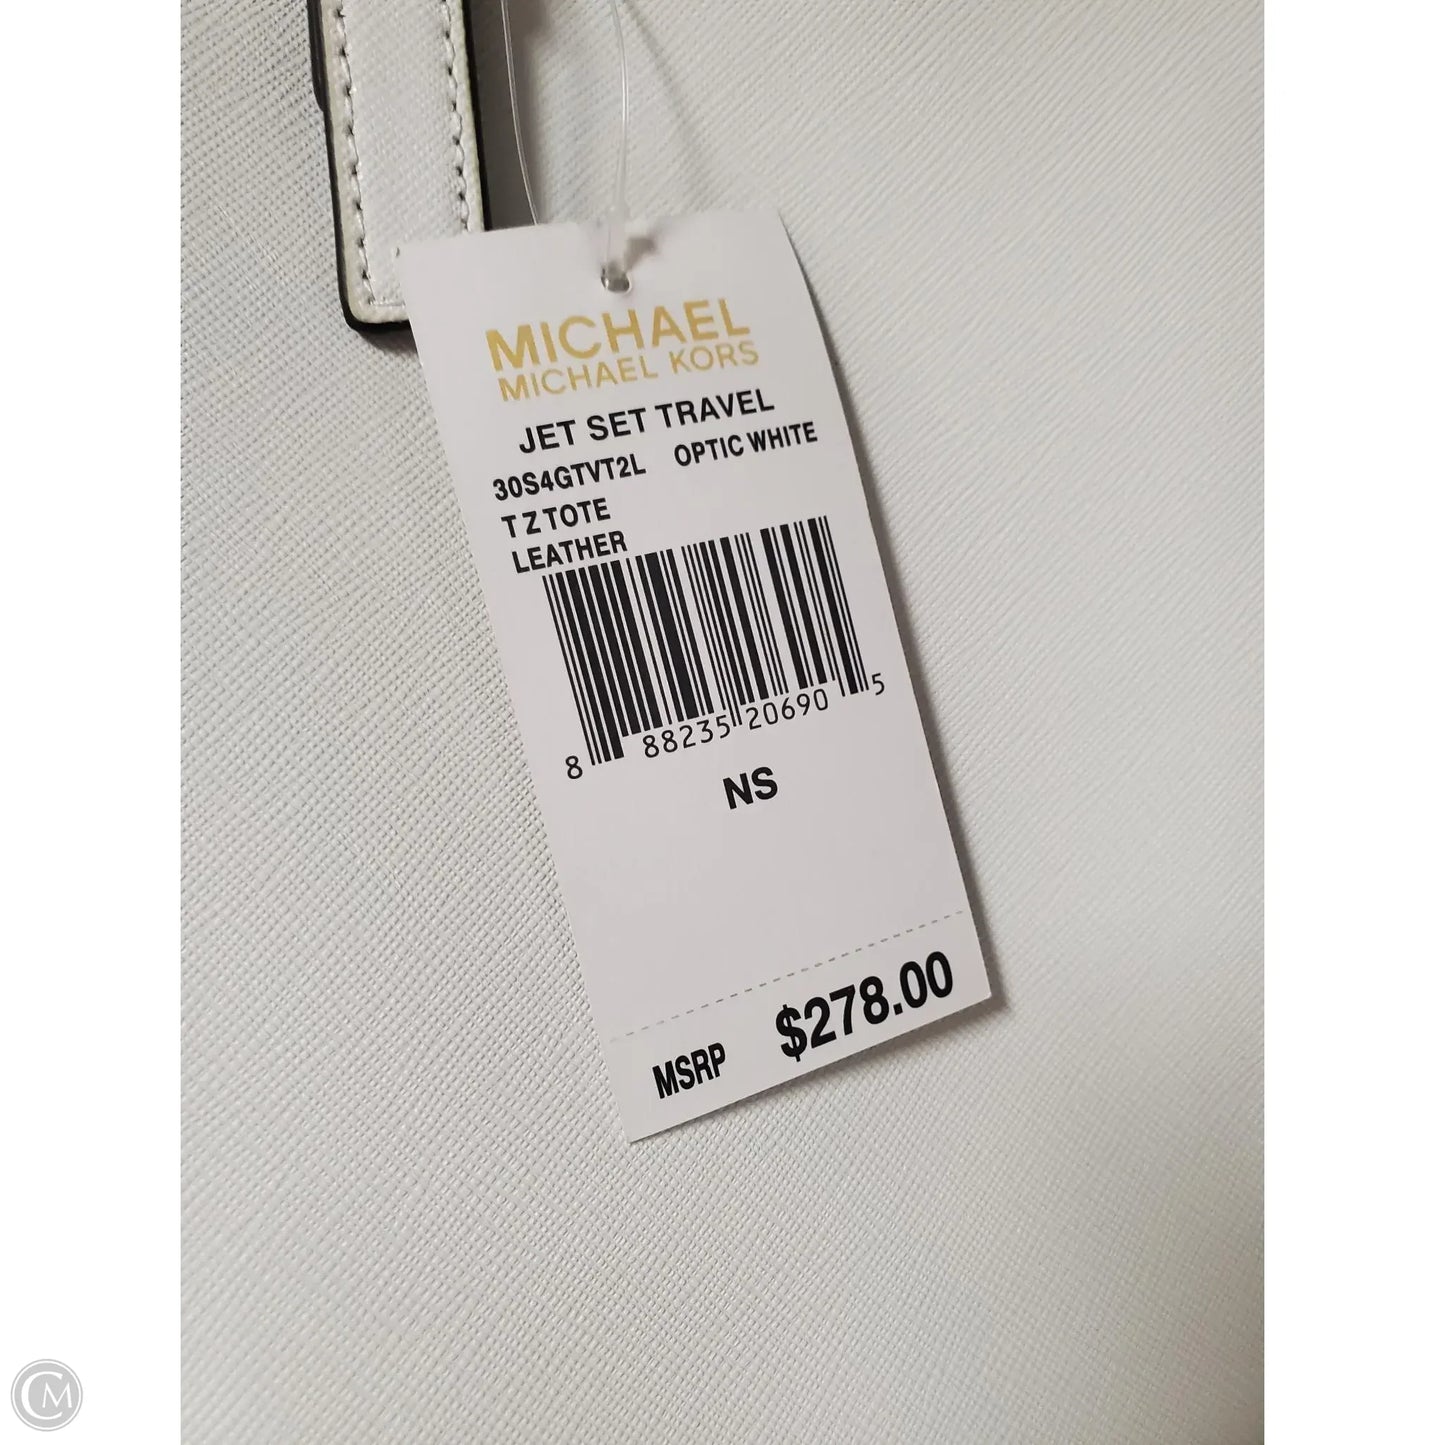 MICHAEL
MICHAEL KORS
JET SET TRAVEL
30S4GTVT2L OPTIC WHITE
T Z TOTE
LEATHER
8 88235 20690 5
NS
MSRP $278.00
CM